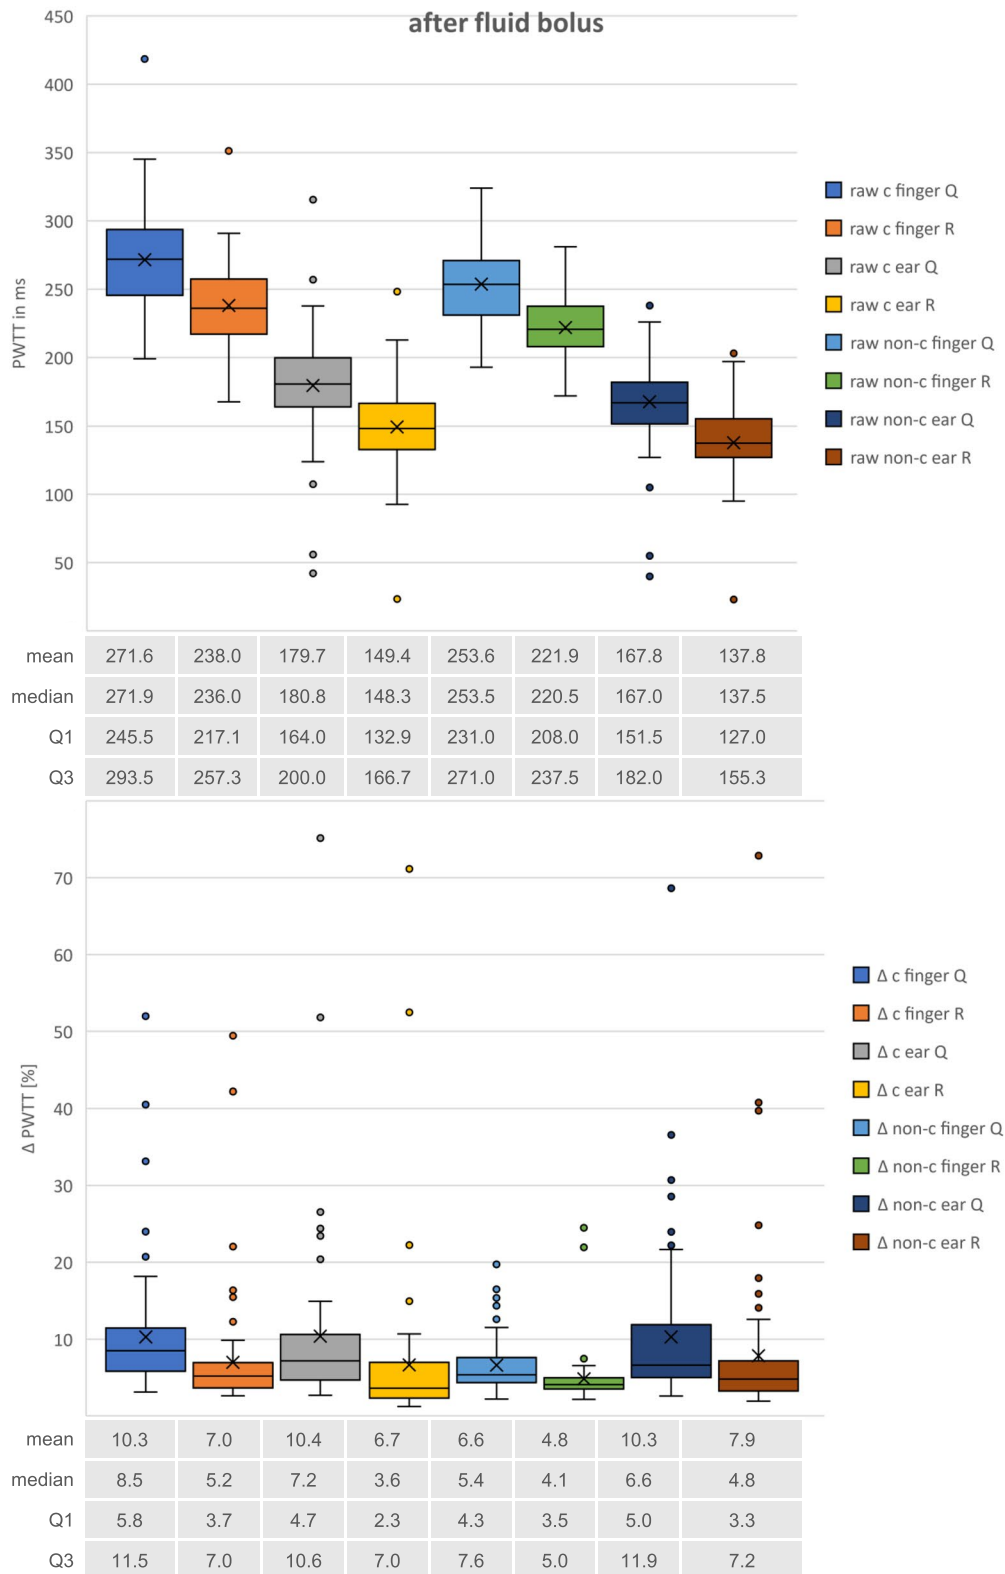 after fluid bolus
450
400
350
300
250
200
150
100
50
PWTT in ms
raw c finger Q
raw c finger R
raw c ear Q
raw c ear R
raw non-c finger Q
raw non-c finger R
raw non-c ear Q
raw non-c ear R
mean 271.6 238.0 179.7 149.4 253.6 221.9 167.8 137.8
median 271.9 236.0 180.8 148.3 253.5 220.5 167.0 137.5
Q1 245.5 217.1 164.0 132.9 231.0 208.0 151.5 127.0
Q3 293.5 257.3 200.0 166.7 271.0 237.5 182.0 155.3
70
60
50
40
30
20
10
Δ PWTT [%]
Δ c finger Q
Δ c finger R
Δ c ear Q
Δ c ear R
Δ non-c finger Q
Δ non-c finger R
Δ non-c ear Q
Δ non-c ear R
mean 10.3 7.0 10.4 6.7 6.6 4.8 10.3 7.9
median 8.5 5.2 7.2 3.6 5.4 4.1 6.6 4.8
Q1 5.8 3.7 4.7 2.3 4.3 3.5 5.0 3.3
Q3 11.5 7.0 10.6 7.0 7.6 5.0 11.9 7.2